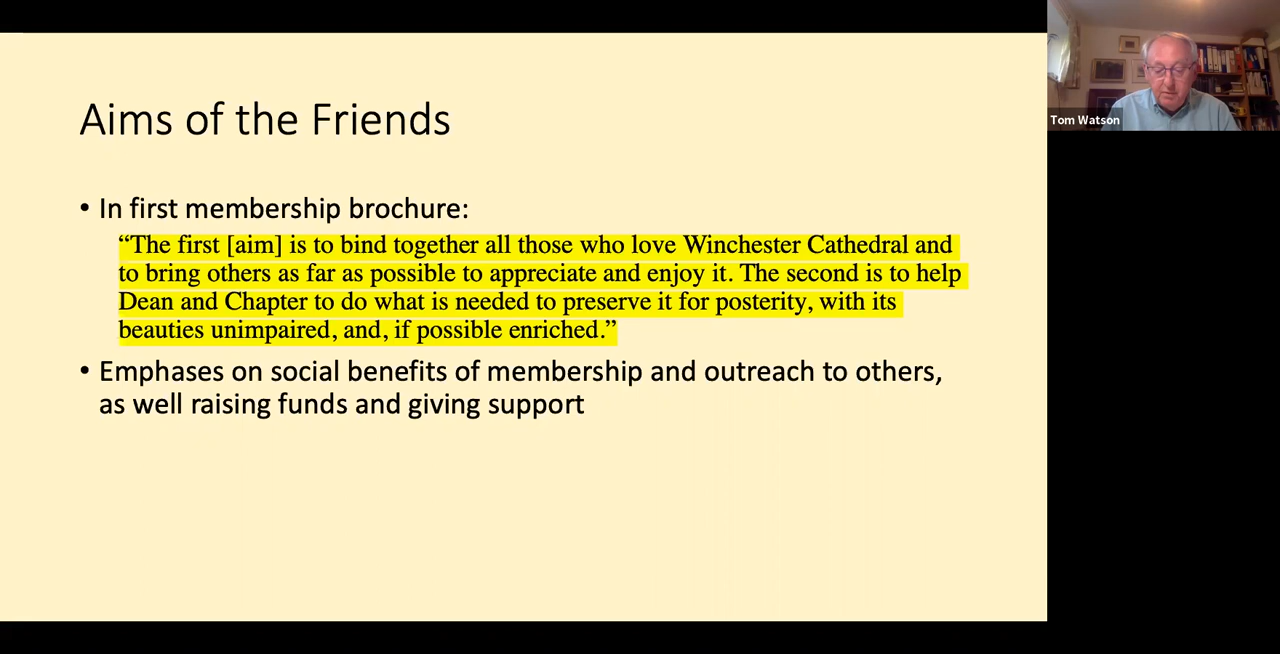 Aims of the Friends
• In first membership brochure:
“The first [aim] is to bind together all those who love Winchester Cathedral and
to bring others as far as possible to appreciate and enjoy it. The second is to help
Dean and Chapter to do what is needed to preserve it for posterity, with its
beauties unimpaired, and, if possible enriched.”
• Emphases on social benefits of membership and outreach to others,
as well raising funds and giving support
Tom Watson